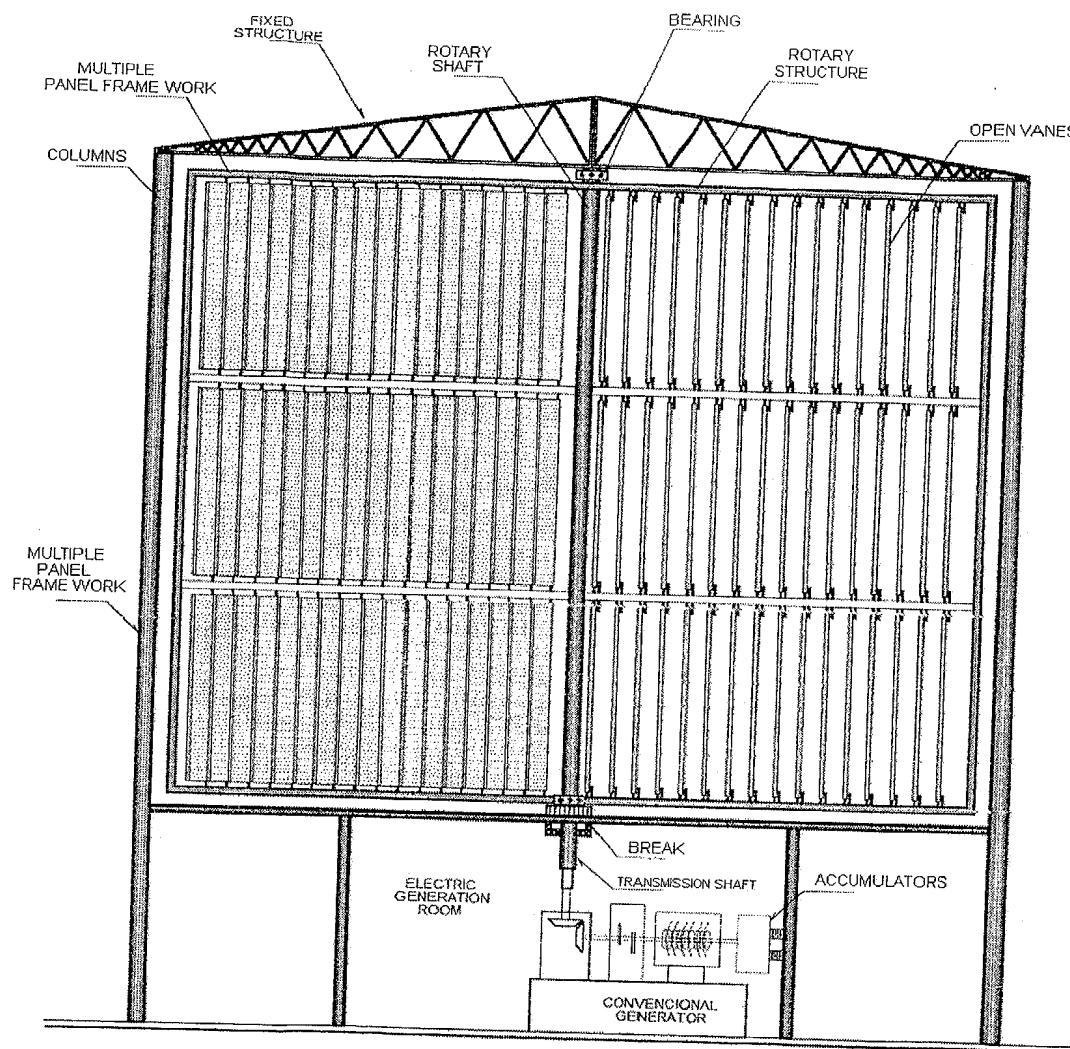 FIXED
STRUCTURE
BEARING
ROTARY
SHAFT
ROTARY
STRUCTURE
MULTIPLE
PANEL FRAME WORK
OPEN VANES
COLUMNS
MULTIPLE
PANEL
FRAME WORK
BREAK
TRANSMISSION SHAFT
ACCUMULATORS
ELECTRIC
GENERATION
ROOM
CONVENCIONAL
GENERATOR